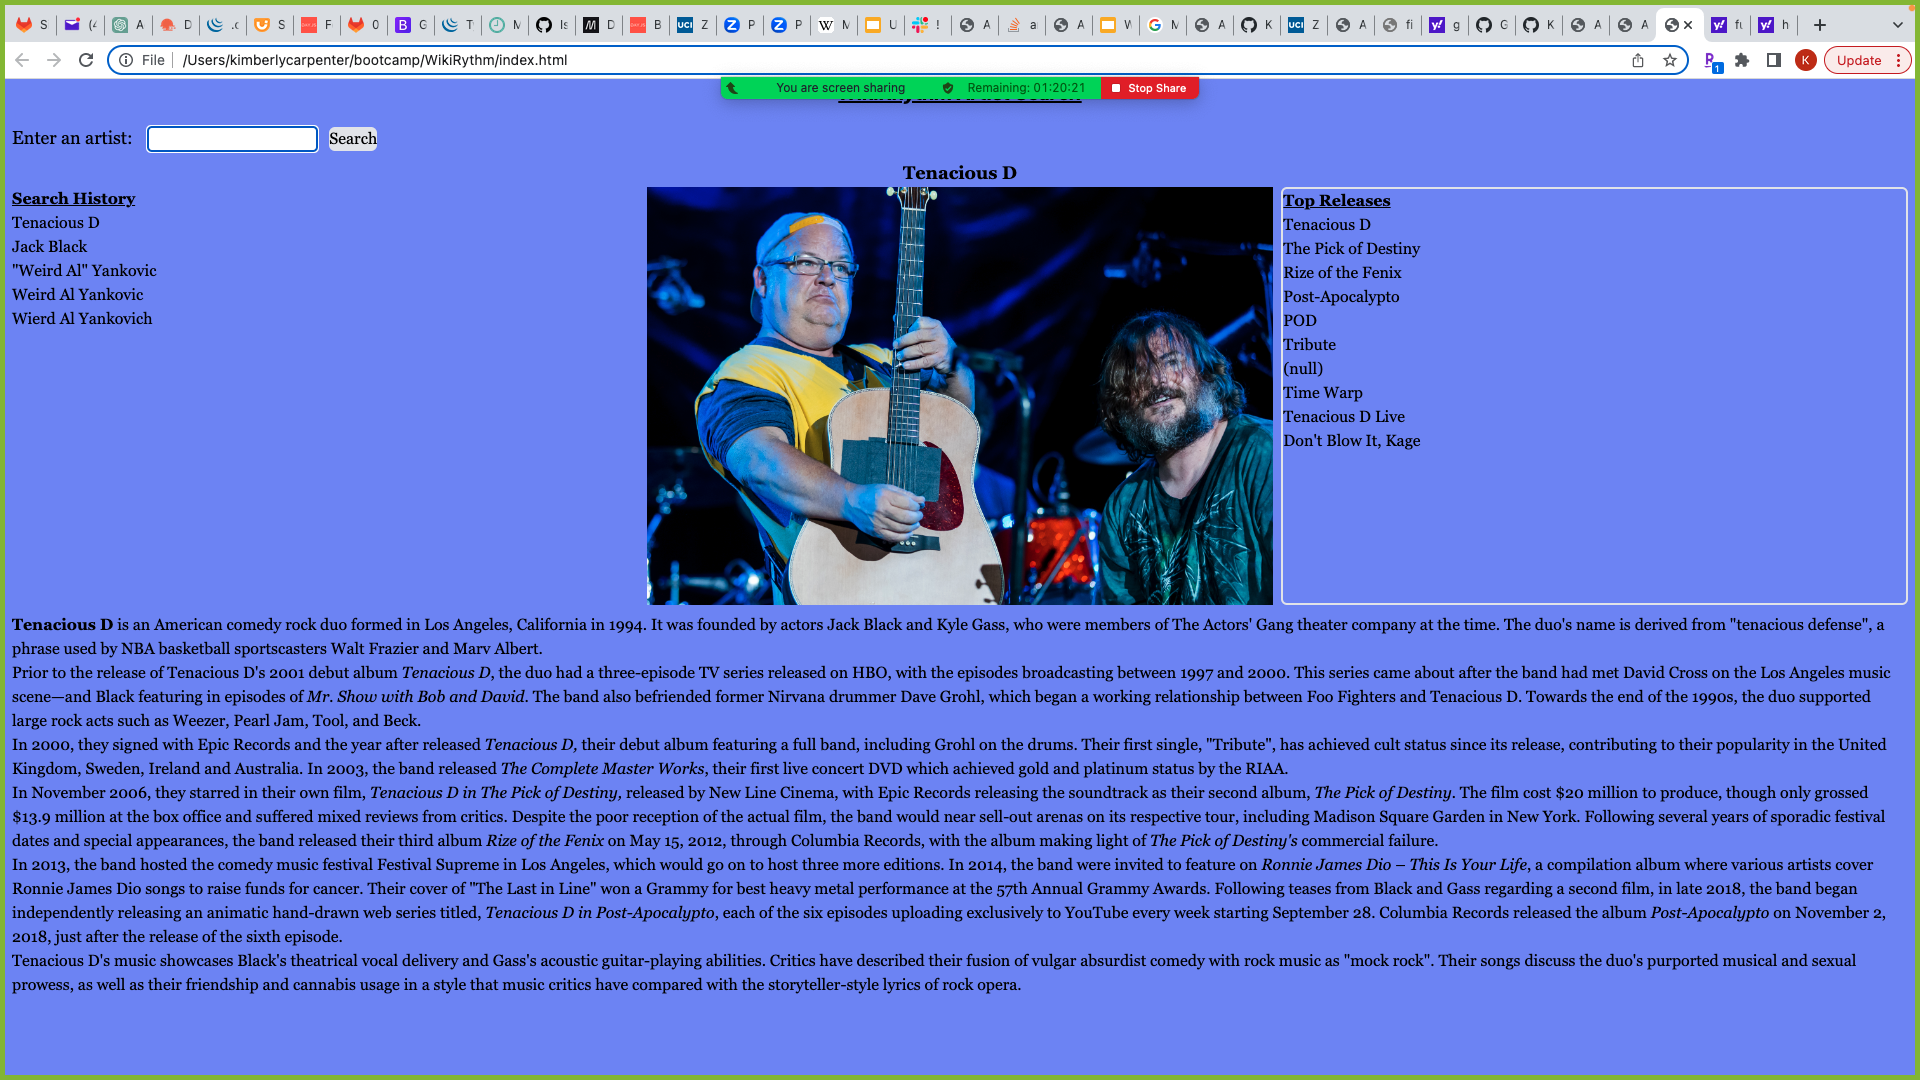 S (4 A D .c S F 0 B G T M Is M D B UCI Z P P M U ! A a A W M A K UCI Z A fi g G K A A fu h
File /Users/kimberlycarpenter/bootcamp/WikiRythm/index.html K Update
You are screen sharing Remaining: 01:20:21 Stop Share
Enter an artist: Search
Tenacious D
Search History
Tenacious D
Jack Black
"Weird Al" Yankovic
Weird Al Yankovic
Wierd Al Yankovich
Top Releases
Tenacious D
The Pick of Destiny
Rize of the Fenix
Post-Apocalypto
POD
Tribute
(null)
Time Warp
Tenacious D Live
Don't Blow It, Kage
Tenacious D is an American comedy rock duo formed in Los Angeles, California in 1994. It was founded by actors Jack Black and Kyle Gass, who were members of The Actors' Gang theater company at the time. The duo's name is derived from "tenacious defense", a
phrase used by NBA basketball sportscasters Walt Frazier and Marv Albert.
Prior to the release of Tenacious D's 2001 debut album Tenacious D, the duo had a three-episode TV series released on HBO, with the episodes broadcasting between 1997 and 2000. This series came about after the band had met David Cross on the Los Angeles music
scene—and Black featuring in episodes of Mr. Show with Bob and David. The band also befriended former Nirvana drummer Dave Grohl, which began a working relationship between Foo Fighters and Tenacious D. Towards the end of the 1990s, the duo supported
large rock acts such as Weezer, Pearl Jam, Tool, and Beck.
In 2000, they signed with Epic Records and the year after released Tenacious D, their debut album featuring a full band, including Grohl on the drums. Their first single, "Tribute", has achieved cult status since its release, contributing to their popularity in the United
Kingdom, Sweden, Ireland and Australia. In 2003, the band released The Complete Master Works, their first live concert DVD which achieved gold and platinum status by the RIAA.
In November 2006, they starred in their own film, Tenacious D in The Pick of Destiny, released by New Line Cinema, with Epic Records releasing the soundtrack as their second album, The Pick of Destiny. The film cost $20 million to produce, though only grossed
$13.9 million at the box office and suffered mixed reviews from critics. Despite the poor reception of the actual film, the band would near sell-out arenas on its respective tour, including Madison Square Garden in New York. Following several years of sporadic festival
dates and special appearances, the band released their third album Rize of the Fenix on May 15, 2012, through Columbia Records, with the album making light of The Pick of Destiny's commercial failure.
In 2013, the band hosted the comedy music festival Festival Supreme in Los Angeles, which would go on to host three more editions. In 2014, the band were invited to feature on Ronnie James Dio – This Is Your Life, a compilation album where various artists cover
Ronnie James Dio songs to raise funds for cancer. Their cover of "The Last in Line" won a Grammy for best heavy metal performance at the 57th Annual Grammy Awards. Following teases from Black and Gass regarding a second film, in late 2018, the band began
independently releasing an animatic hand-drawn web series titled, Tenacious D in Post-Apocalypto, each of the six episodes uploading exclusively to YouTube every week starting September 28. Columbia Records released the album Post-Apocalypto on November 2,
2018, just after the release of the sixth episode.
Tenacious D's music showcases Black's theatrical vocal delivery and Gass's acoustic guitar-playing abilities. Critics have described their fusion of vulgar absurdist comedy with rock music as "mock rock". Their songs discuss the duo's purported musical and sexual
prowess, as well as their friendship and cannabis usage in a style that music critics have compared with the storyteller-style lyrics of rock opera.